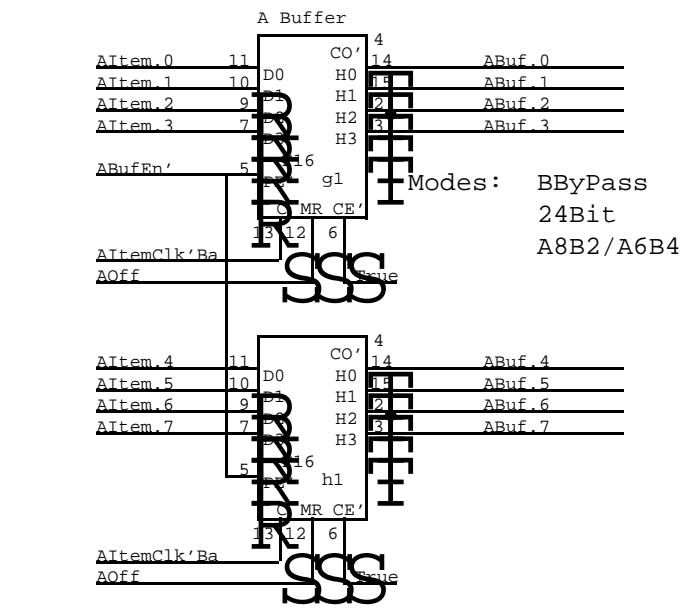 A Buffer
4
CO'
AItem.0 11 D0 H0 14 ABuf.0
AItem.1 10 D1 H1 15 ABuf.1
AItem.2 9 H2 2 ABuf.2
AItem.3 7 H3 3 ABuf.3
ABufEn' 5 g1
Modes: BByPass
24Bit
A8B2/A6B4
C MR CE'
13 12 6
AItemClk'Ba
AOff SSS True
4
CO'
AItem.4 11 D0 H0 14 ABuf.4
AItem.5 10 D1 H1 15 ABuf.5
AItem.6 9 H2 2 ABuf.6
AItem.7 7 H3 3 ABuf.7
5 h1
C MR CE'
13 12 6
AItemClk'Ba
AOff SSS True